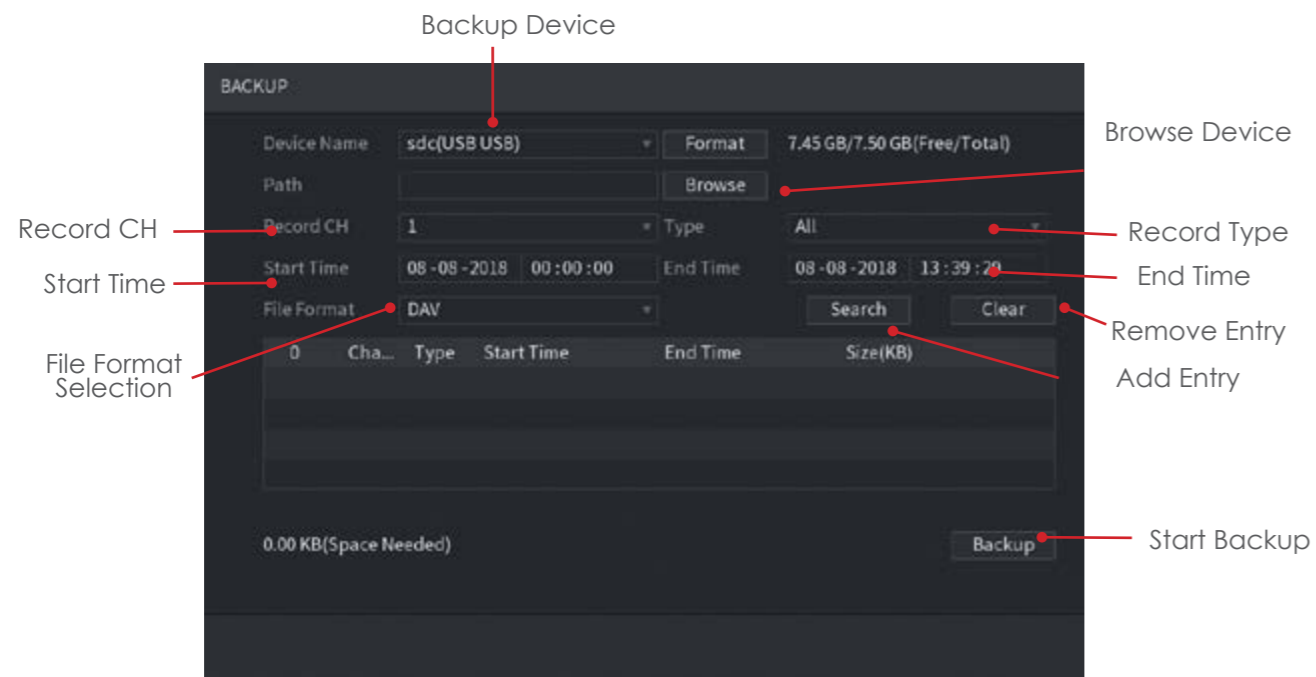 Backup Device
BACKUP
Device Name sdc(USB USB) Format 7.45 GB/7.50 GB(Free/Total)
Browse Device
Path Browse
Record CH
Record CH 1 Type All
Record Type
Start Time
Start Time 08-08-2018 00:00:00 End Time 08-08-2018 13:39:29
End Time
File Format DAV Search Clear
Remove Entry
0 Cha... Type Start Time End Time Size(KB)
File Format
Selection
Add Entry
0.00 KB(Space Needed) Backup
Start Backup